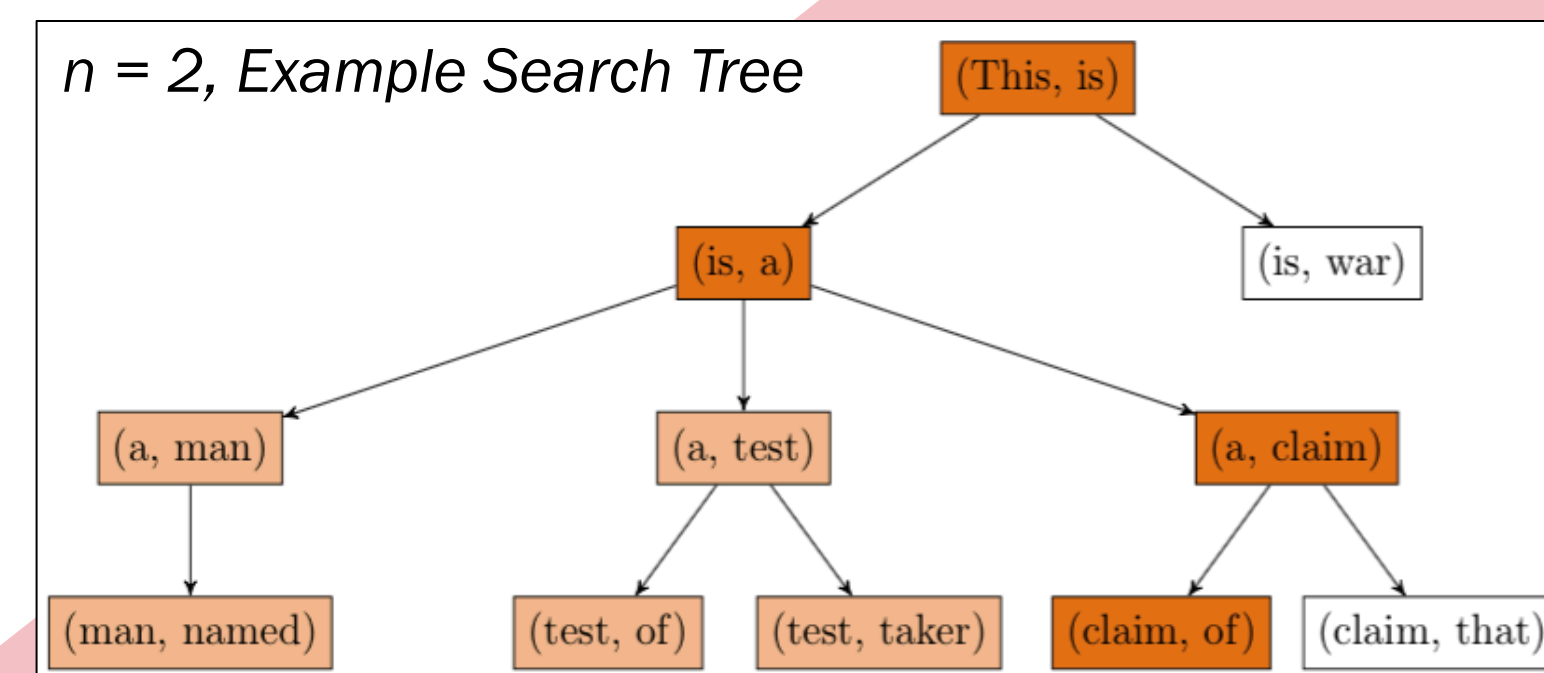 n = 2, Example Search Tree
(This, is)
(is, a)
(is, war)
(a, man)
(a, test)
(a, claim)
(man, named)
(test, of)
(test, taker)
(claim, of)
(claim, that)